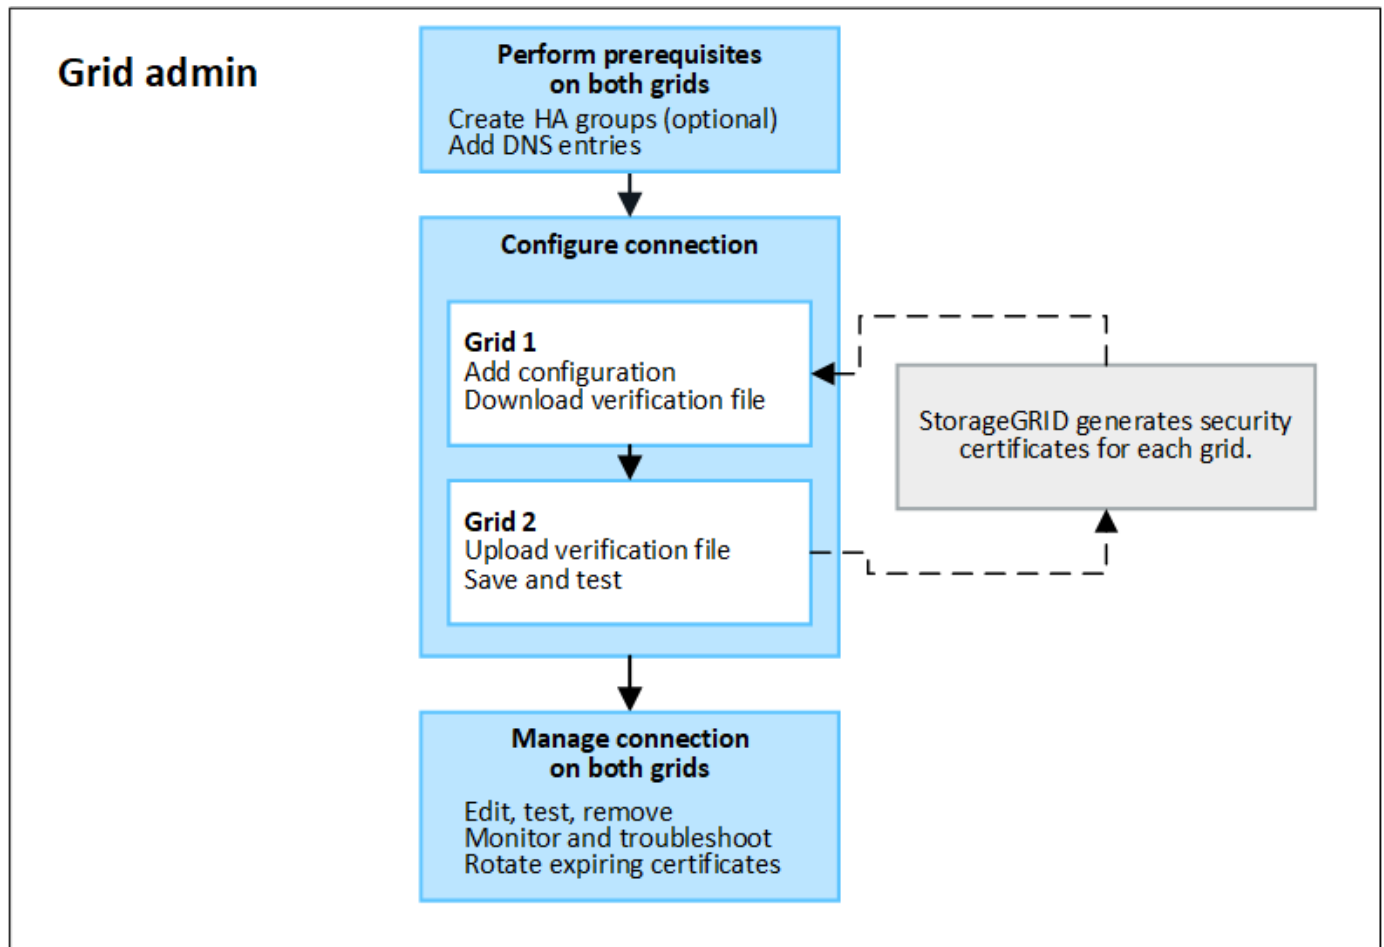 Grid admin
Perform prerequisites
on both grids
Create HA groups (optional)
Add DNS entries
Configure connection
Grid 1
Add configuration
Download verification file
StorageGRID generates security
certificates for each grid.
Grid 2
Upload verification file
Save and test
Manage connection
on both grids
Edit, test, remove
Monitor and troubleshoot
Rotate expiring certificates